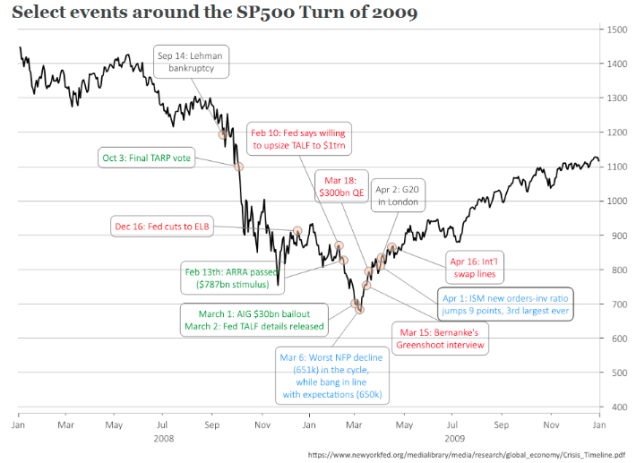 Select events around the SP500 Turn of 2009
1500
1400
1300
1200
1100
1000
900
800
700
600
500
400
Sep 14: Lehman
bankruptcy
Oct 3: Final TARP vote
Feb 10: Fed says willing
to upsize TALF to $1trn
Mar 18:
$300bn QE
Apr 2: G20
in London
Dec 16: Fed cuts to ELB
Feb 13th: ARRA passed
($787bn stimulus)
Apr 16: Int'l
swap lines
March 1: AIG $30bn bailout
March 2: Fed TALF details released
Apr 1: ISM new orders-inv ratio
jumps 9 points, 3rd largest ever
Mar 15: Bernanke's
Greenshoot interview
Mar 6: Worst NFP decline
(651k) in the cycle,
while bang in line
with expectations (650k)
Jan Mar May Jul Sep Nov Jan Mar May Jul Sep Nov Jan
2008 2009
https://www.newyorkfed.org/medialibrary/media/research/global_economy/Crisis_Timeline.pdf